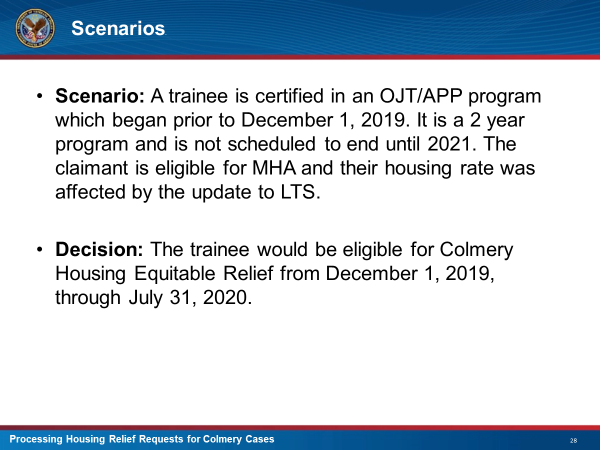 Scenarios
• Scenario: A trainee is certified in an OJT/APP program
which began prior to December 1, 2019. It is a 2 year
program and is not scheduled to end until 2021. The
claimant is eligible for MHA and their housing rate was
affected by the update to LTS.
• Decision: The trainee would be eligible for Colmery
Housing Equitable Relief from December 1, 2019,
through July 31, 2020.
Processing Housing Relief Requests for Colmery Cases
28